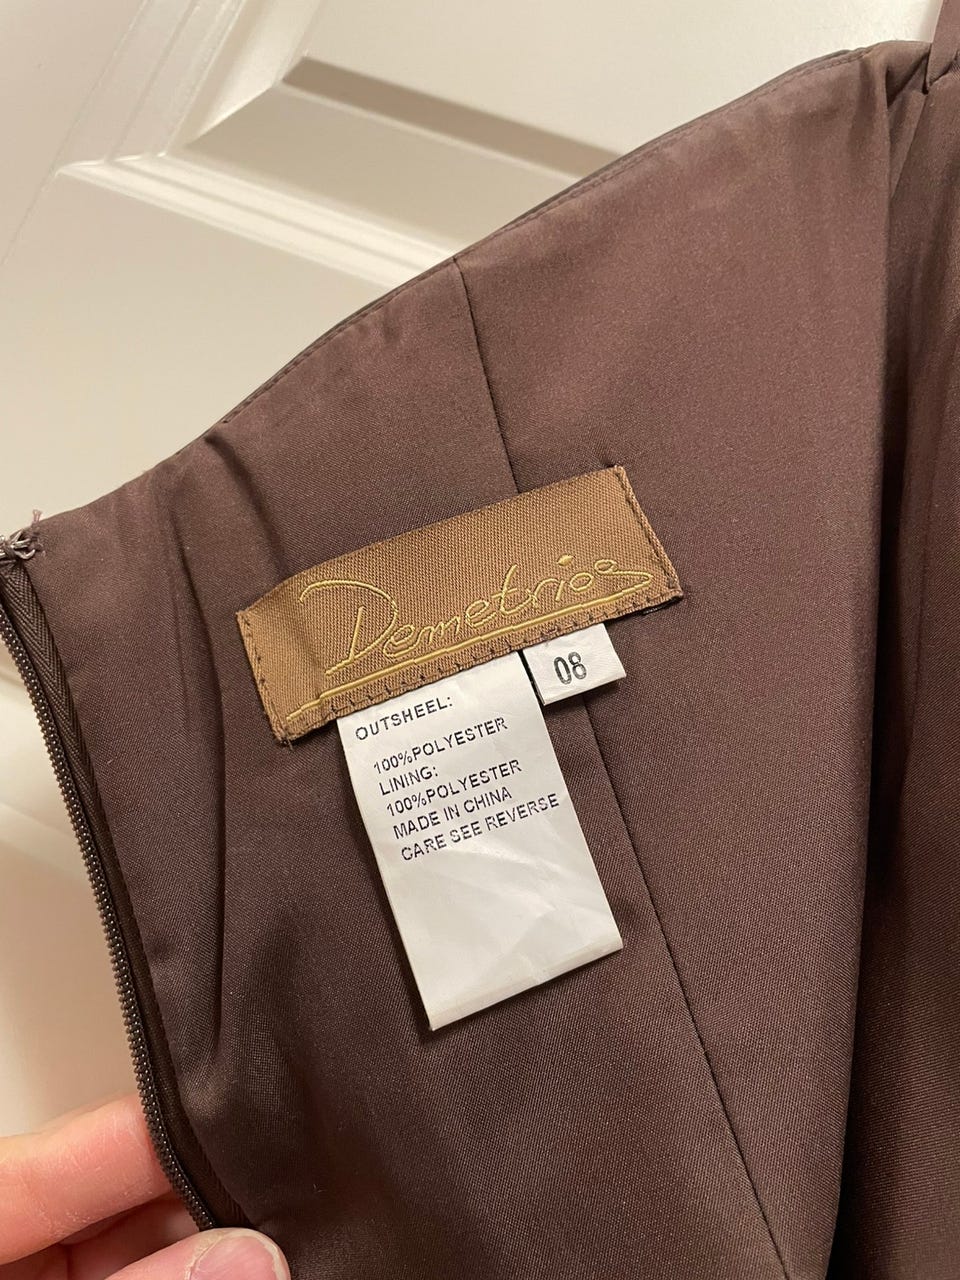 Demetrios
08
OUTSHEEL:
100%POLYESTER
LINING:
100%POLYESTER
MADE IN CHINA
CARE SEE REVERSE